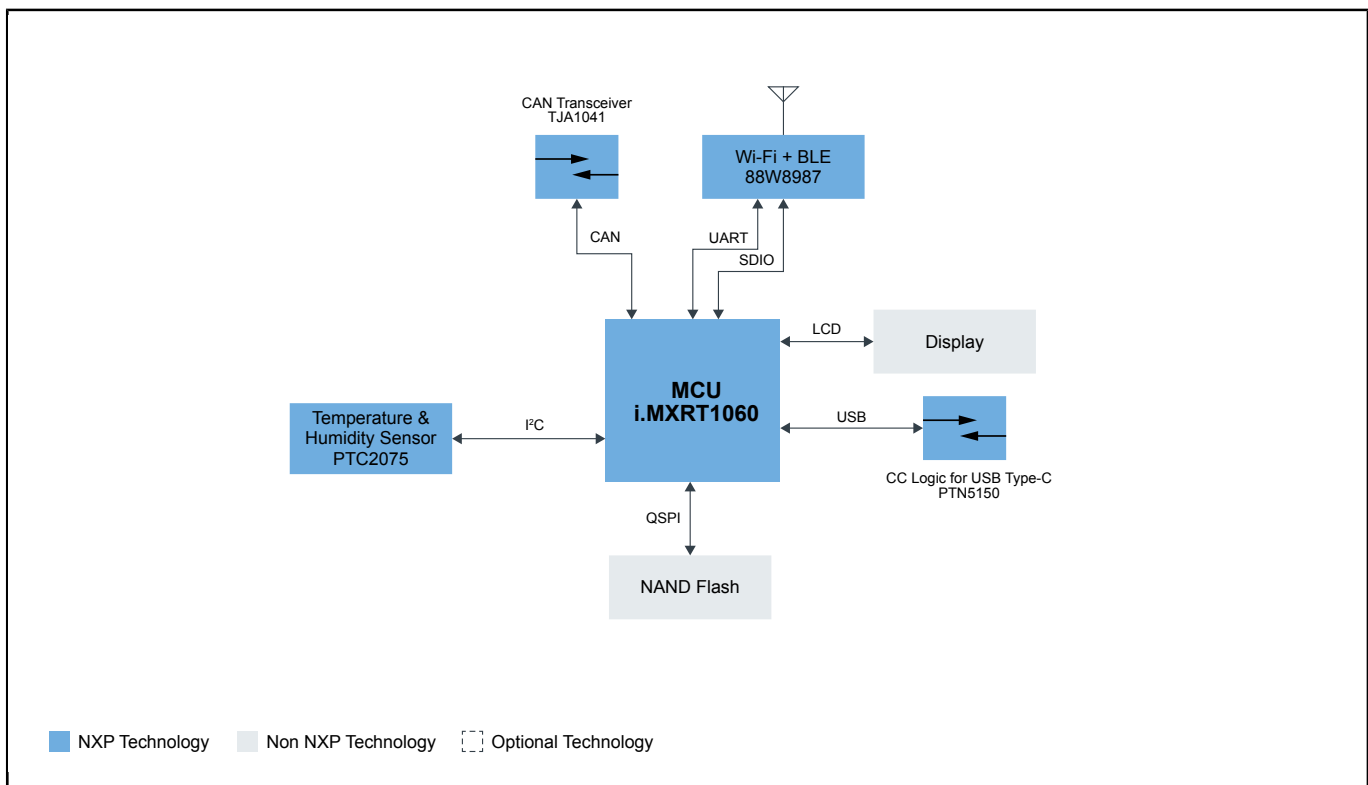 CAN Transceiver
TJA1041
Wi-Fi + BLE
88W8987
CAN
UART
SDIO
LCD
Display
MCU
i.MXRT1060
Temperature &
Humidity Sensor
PTC2075
I²C
USB
CC Logic for USB Type-C
PTN5150
QSPI
NAND Flash
NXP Technology
Non NXP Technology
Optional Technology